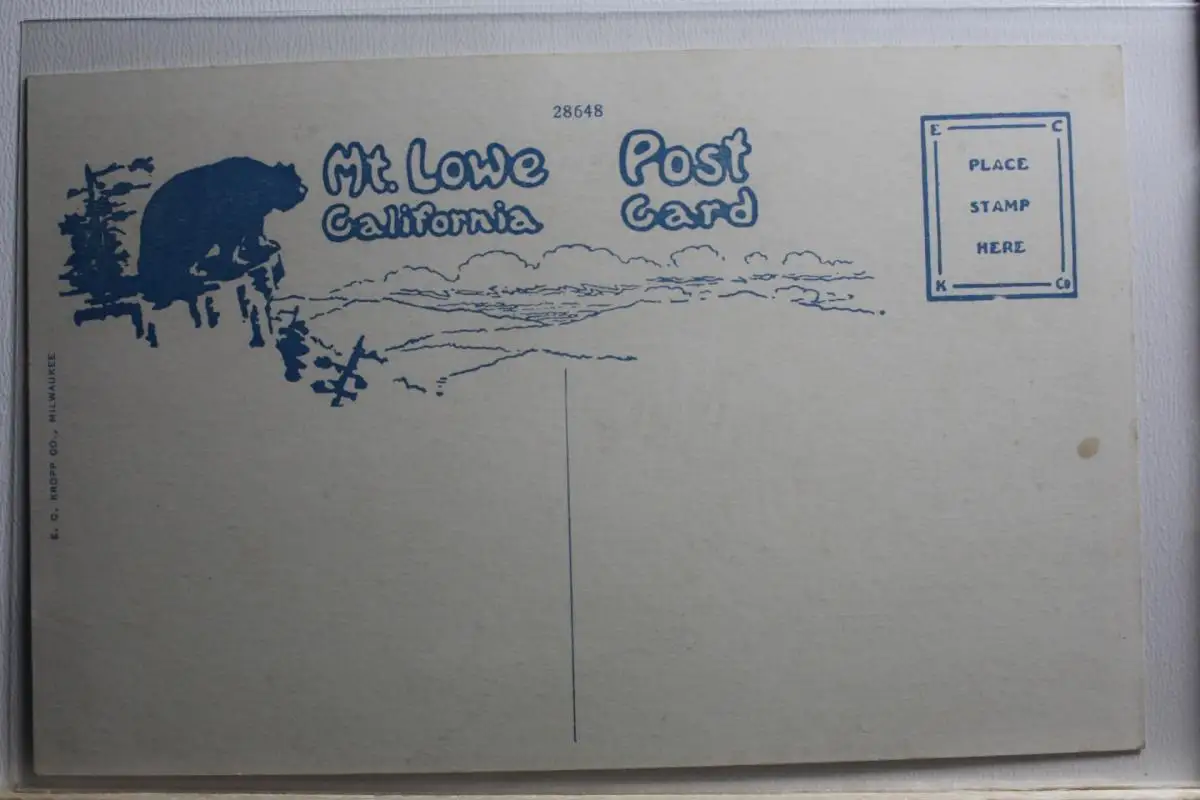 28648
Mt. Lowe
California
Post
Card
E C
PLACE
STAMP
HERE
K Co
E. C. KROPP CO., MILWAUKEE